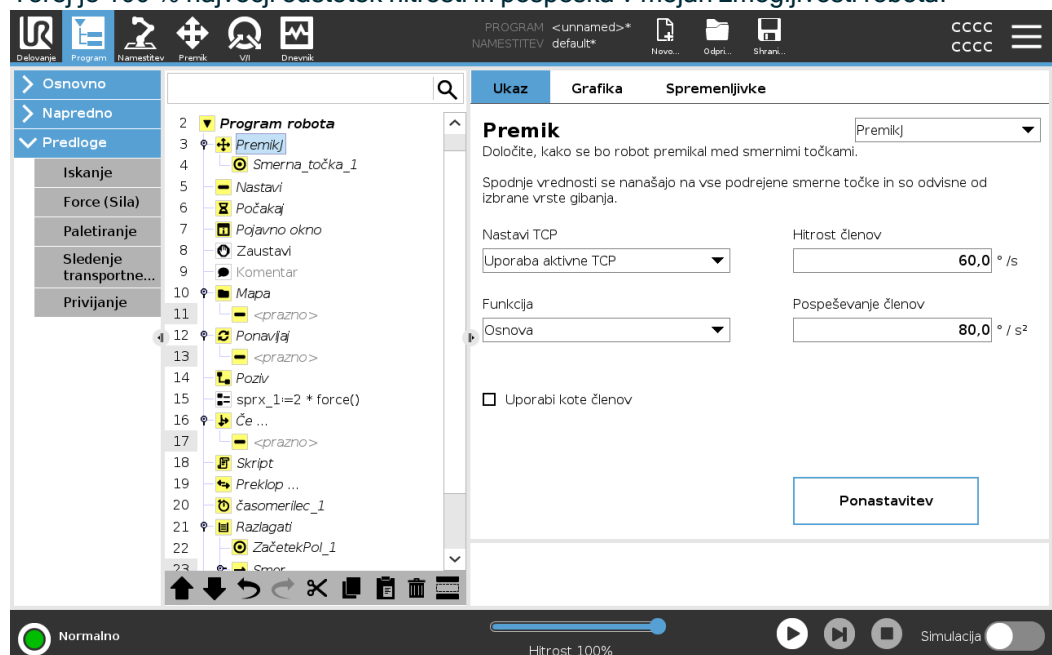 PROGRAM <unnamed>*
NAMESTITEV default*
CCCC
CCCC
UR
Delovanje
Program
Namestitev
Premik
V/I
Dnevnik
Novo...
Odpri...
Shrani...
Osnovno
Napredno
Predloge
Iskanje
Force (Sila)
Paletiranje
Sledenje
transportne...
Privijanje
2 Program robota
3 PremikJ
4 Smerna_točka_1
5 Nastavi
6 Počakaj
7 Pojavno okno
8 Zaustavi
9 Komentar
10 Mapa
11 <prazno>
12 Ponavljaj
13 <prazno>
14 Poziv
15 sprx_1:=2 * force()
16 Če ...
17 <prazno>
18 Skript
19 Preklop ...
20 časomerilec_1
21 Razlagati
22 ZačetekPol_1
23 Smer
Ukaz
Grafika
Spremenljivke
Premik
PremikJ
Določite, kako se bo robot premikal med smernimi točkami.
Spodnje vrednosti se nanašajo na vse podrejene smerne točke in so odvisne od
izbrane vrste gibanja.
Nastavi TCP
Hitrost členov
Uporaba aktivne TCP
60,0 ° /s
Funkcija
Pospeševanje členov
Osnova
80,0 ° / s²
Uporabi kote členov
Ponastavitev
Normalno
Hitrost 100%
Simulacija